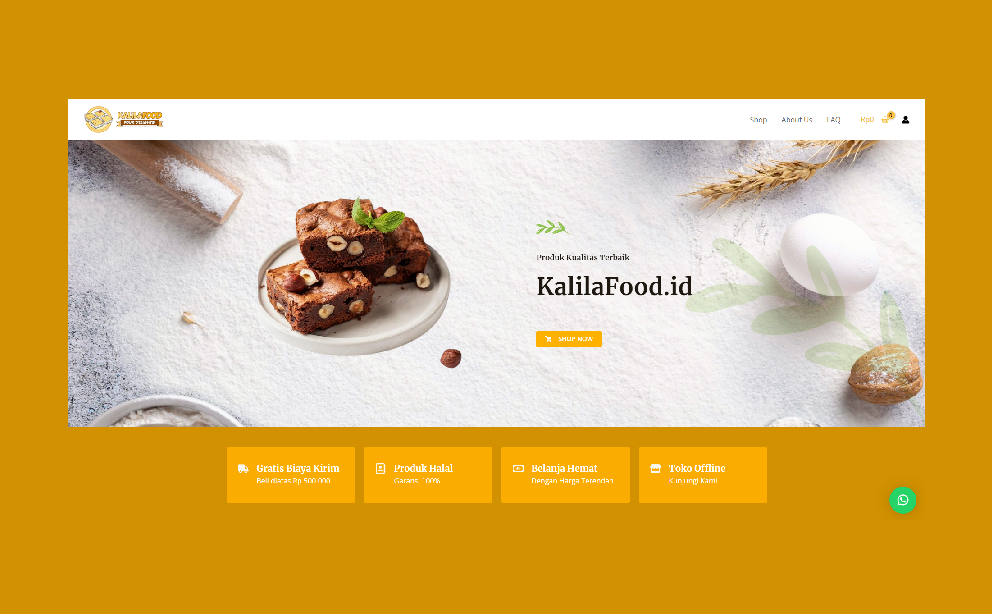 KALILAFOOD
Shop About Us FAQ Rp0 0
Produk Kualitas Terbaik
KalilaFood.id
SHOP NOW
Gratis Biaya Kirim
Beli diatas Rp 500.000
Produk Halal
Garansi 100%
Belanja Hemat
Dengan Harga Terendah
Toko Offline
Kunjungi Kami